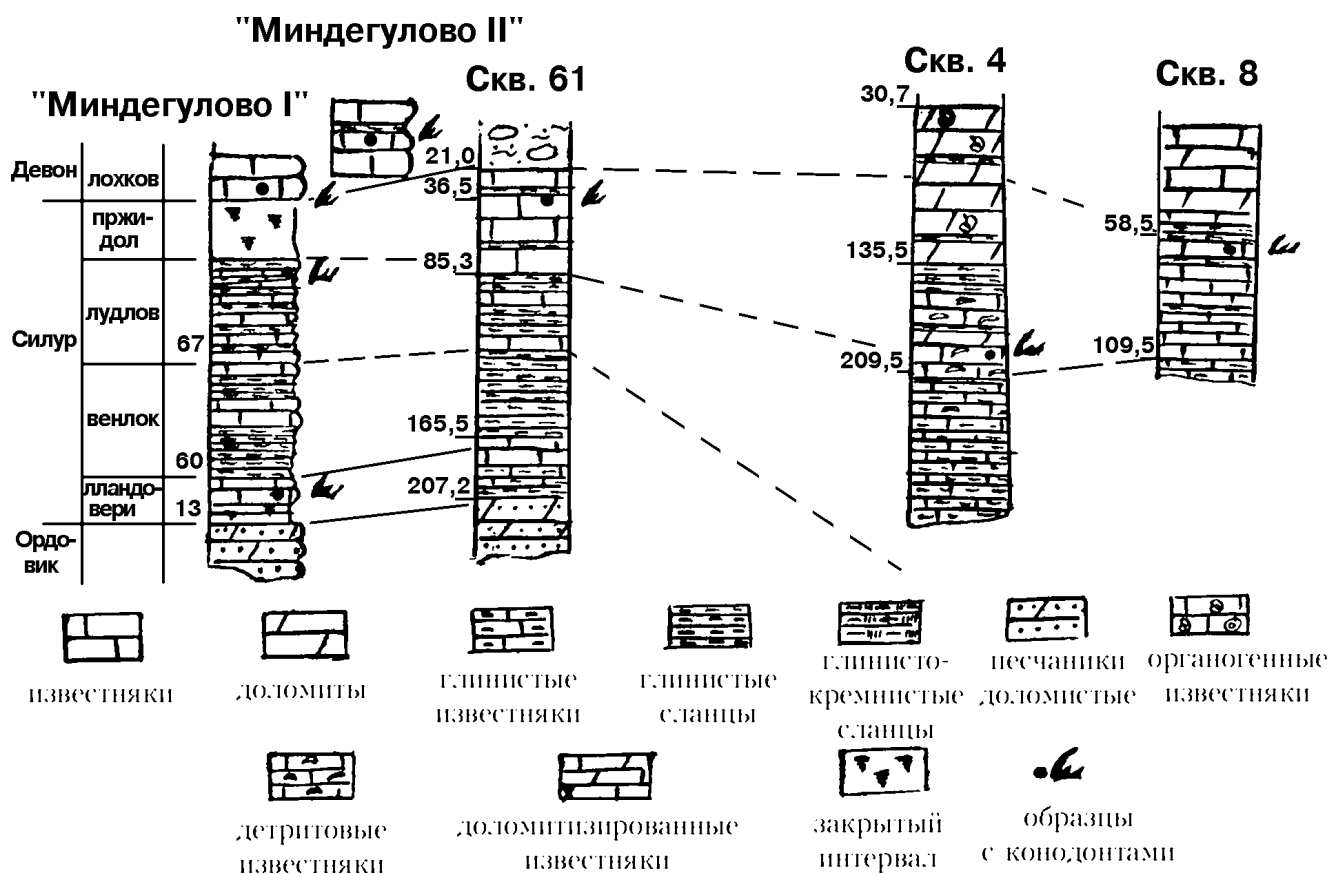 "Миндегулово II"
"Миндегулово I"
Скв. 61
Скв. 4
Скв. 8
Девон
лохков
Силур
пржи-
дол
лудлов
67
венлок
60
лландо-
вери
13
Ордо-
вик
21,0
36,5
85,3
165,5
207,2
30,7
135,5
209,5
58,5
109,5
известняки
доломиты
глинистые
известняки
глинистые
сланцы
глинисто-
кремнистые
сланцы
песчаники
доломистые
органогенные
известняки
детритовые
известняки
доломитизированные
известняки
закрытый
интервал
образцы
с конодонтами